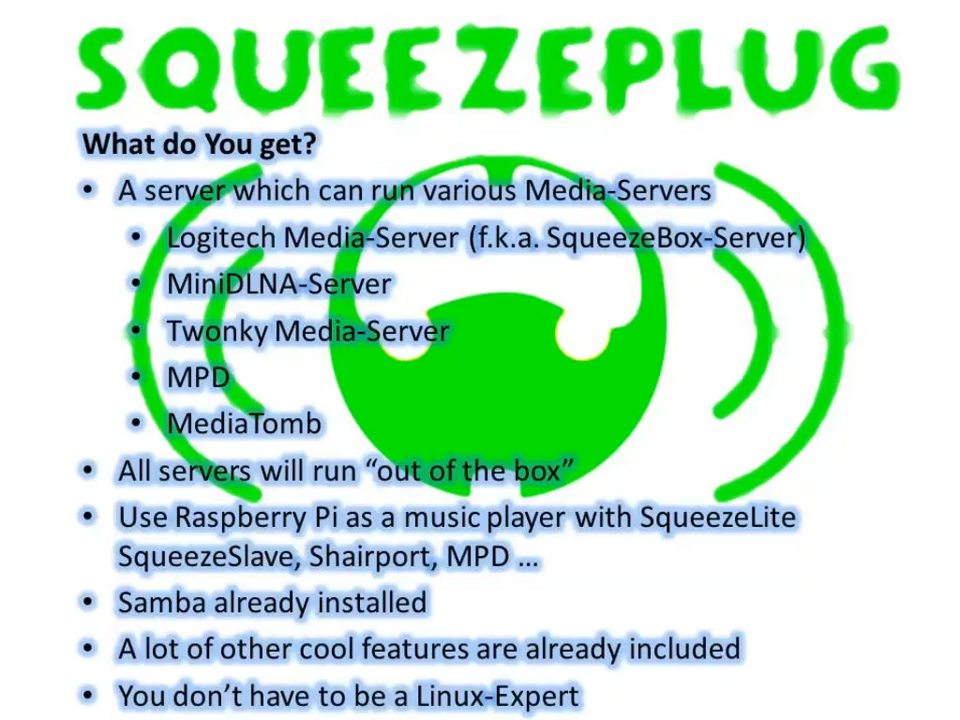 SQUEEZEPLUG
What do You get?
• A server which can run various Media-Servers
• Logitech Media-Server (f.k.a. SqueezeBox-Server)
• MiniDLNA-Server
• Twonky Media-Server
• MPD
• MediaTomb
• All servers will run “out of the box”
• Use Raspberry Pi as a music player with SqueezeLite
SqueezeSlave, Shairport, MPD …
• Samba already installed
• A lot of other cool features are already included
• You don’t have to be a Linux-Expert